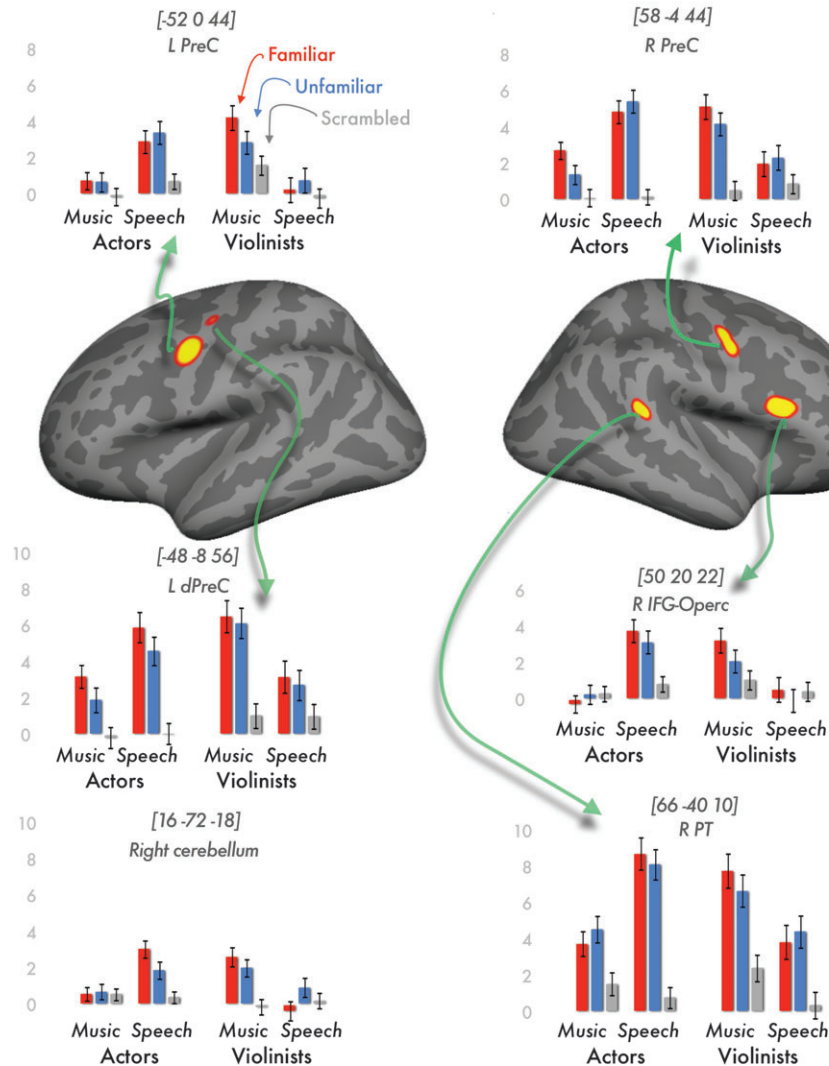 [-52 0 44]
L PreC
8
6
4
2
0
Familiar
Unfamiliar
Scrambled
Music Speech Music Speech
Actors Violinists
[58 -4 44]
R PreC
8
6
4
2
0
Music Speech Music Speech
Actors Violinists
[-48 -8 56]
L dPreC
10
8
6
4
2
0
Music Speech Music Speech
Actors Violinists
[50 20 22]
R IFG-Operc
6
4
2
0
Music Speech Music Speech
Actors Violinists
[16 -72 -18]
Right cerebellum
10
8
6
4
2
0
Music Speech Music Speech
Actors Violinists
[66 -40 10]
R PT
10
8
6
4
2
0
Music Speech Music Speech
Actors Violinists